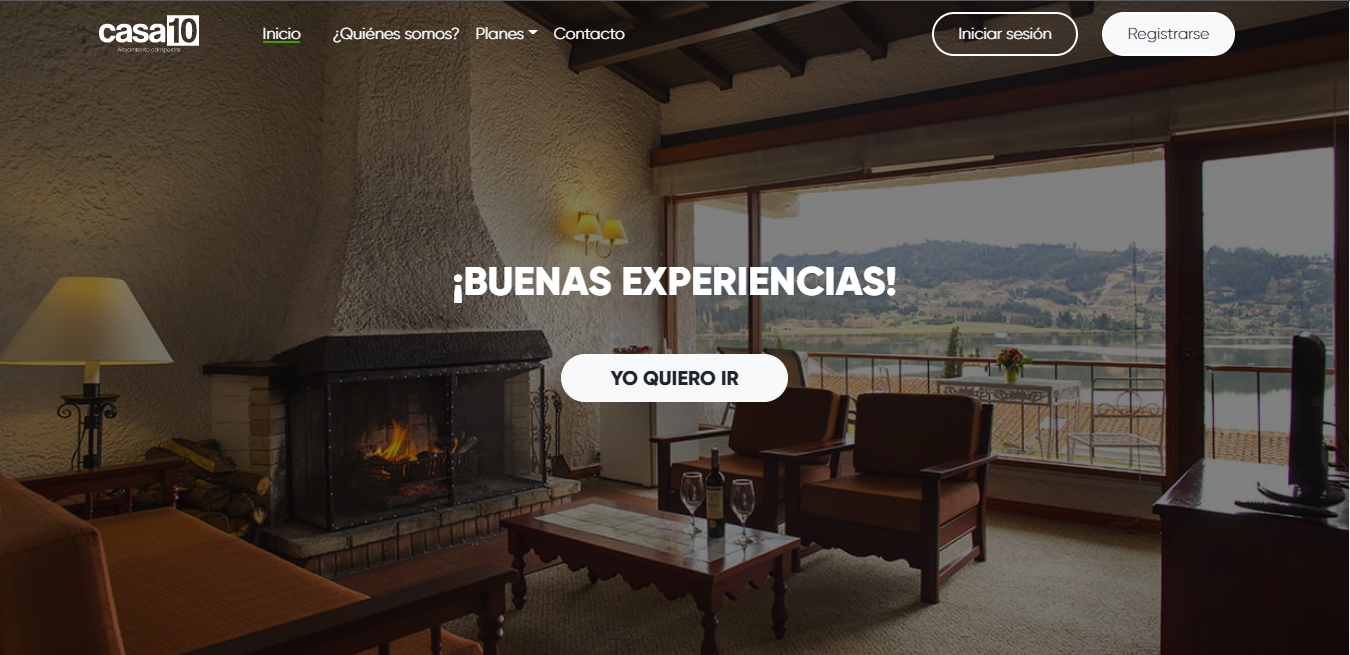 casa10
Alojamiento campestre
Inicio
¿Quiénes somos?
Planes
Contacto
Iniciar sesión
Registrarse
¡BUENAS EXPERIENCIAS!
YO QUIERO IR